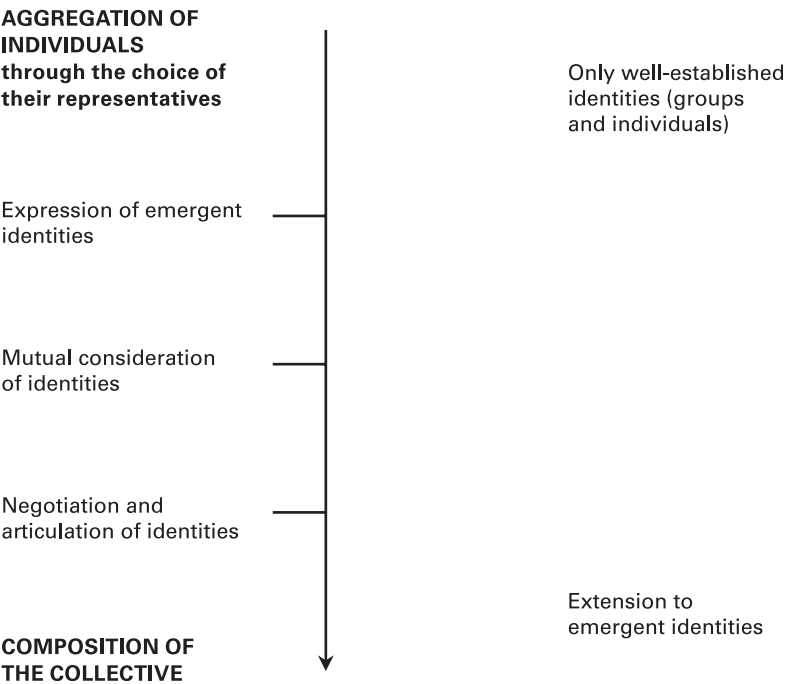 AGGREGATION OF
INDIVIDUALS
through the choice of
their representatives
Only well-established
identities (groups
and individuals)
Expression of emergent
identities
Mutual consideration
of identities
Negotiation and
articulation of identities
Extension to
emergent identities
COMPOSITION OF
THE COLLECTIVE